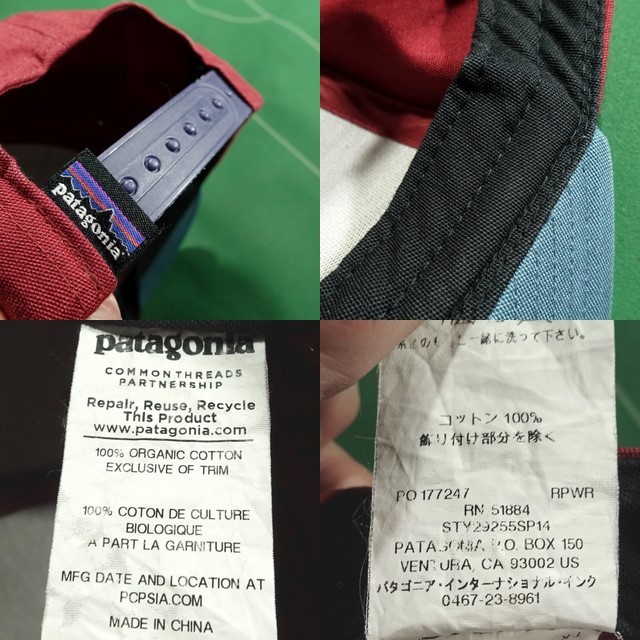 patagonia
patagonia
COMMON THREADS
PARTNERSHIP
Repair, Reuse, Recycle
This Product
www.patagonia.com
100% ORGANIC COTTON
EXCLUSIVE OF TRIM
100% COTON DE CULTURE
BIOLOGIQUE
A PART LA GARNITURE
MFG DATE AND LOCATION AT
PCPSIA.COM
MADE IN CHINA
一緒に洗って下さい。
コットン 100%
飾り付け部分を除く
PO 177247 RPWR
RN 51884
STY29255SP14
PATAGONIA P.O. BOX 150
VENTURA, CA 93002 US
パタゴニア・インターナショナル・インク
0467-23-8961